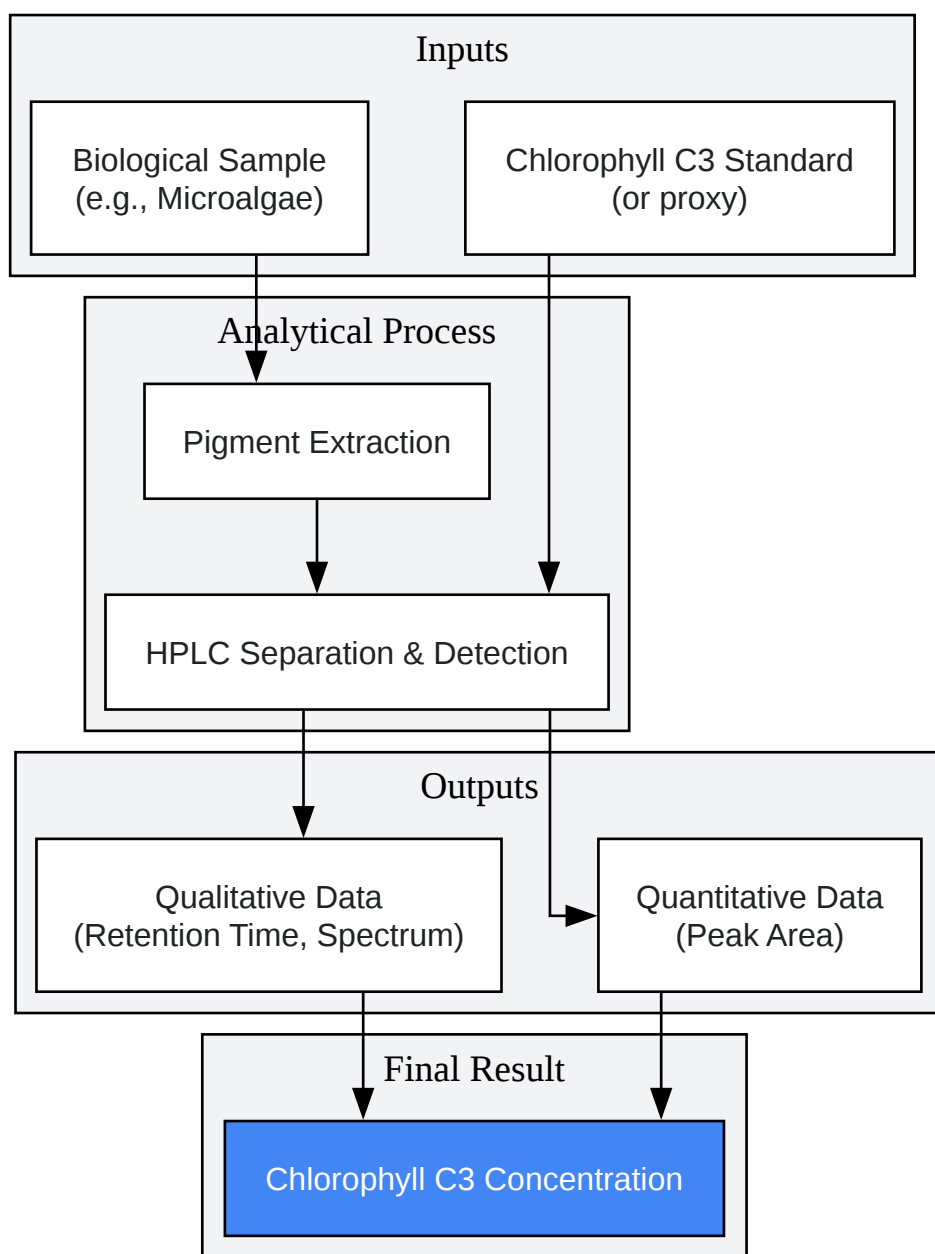 Inputs
Biological Sample
(e.g., Microalgae)
Chlorophyll C3 Standard
(or proxy)
Analytical Process
Pigment Extraction
HPLC Separation & Detection
Outputs
Qualitative Data
(Retention Time, Spectrum)
Quantitative Data
(Peak Area)
Final Result
Chlorophyll C3 Concentration